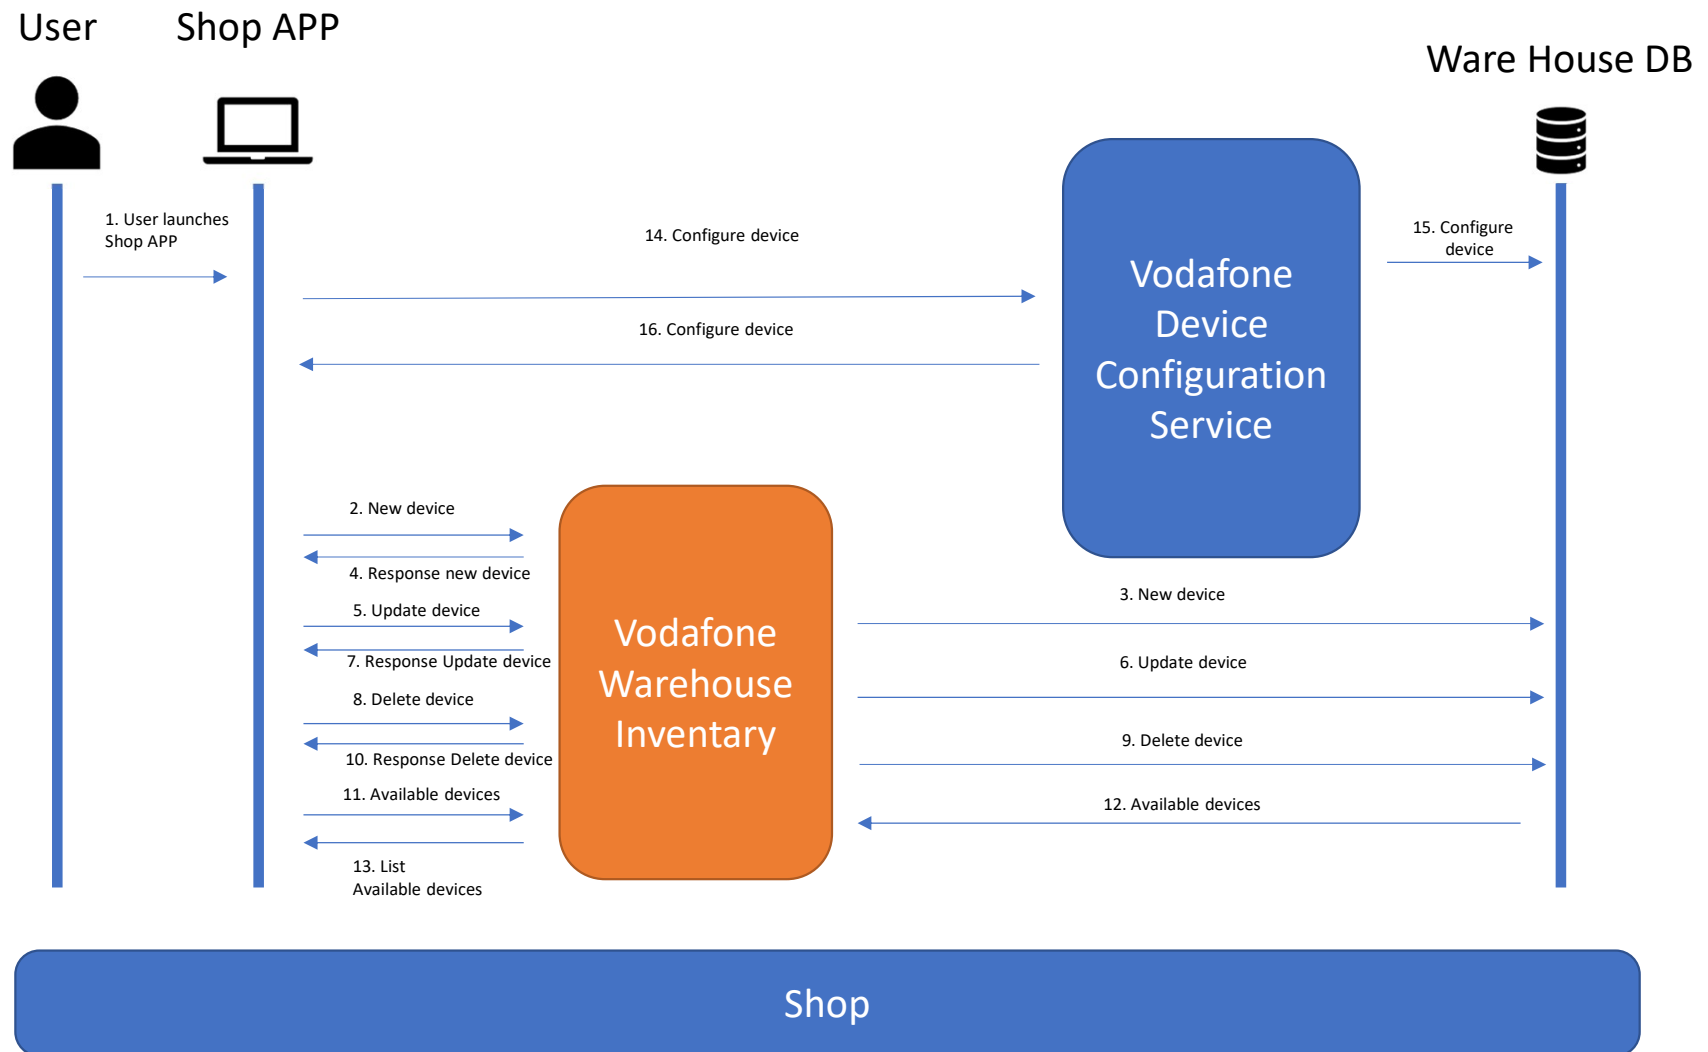 User
Shop APP
Ware House DB
1. User launches
Shop APP
14. Configure device
15. Configure
device
16. Configure device
Vodafone
Device
Configuration
Service
2. New device
4. Response new device
5. Update device
7. Response Update device
8. Delete device
10. Response Delete device
11. Available devices
13. List
Available devices
Vodafone
Warehouse
Inventary
3. New device
6. Update device
9. Delete device
12. Available devices
Shop